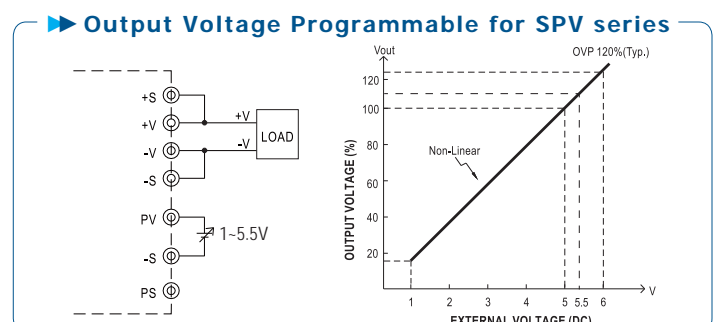 Output Voltage Programmable for SPV series
+S
+V
-V
-S
PV
-S
PS
+V
-V
LOAD
1~5.5V
Vout
OVP 120%(Typ.)
OUTPUT VOLTAGE (%)
120
100
80
60
40
20
Non-Linear
1 2 3 4 5 5.5 6
V
EXTERNAL VOLTAGE (DC)